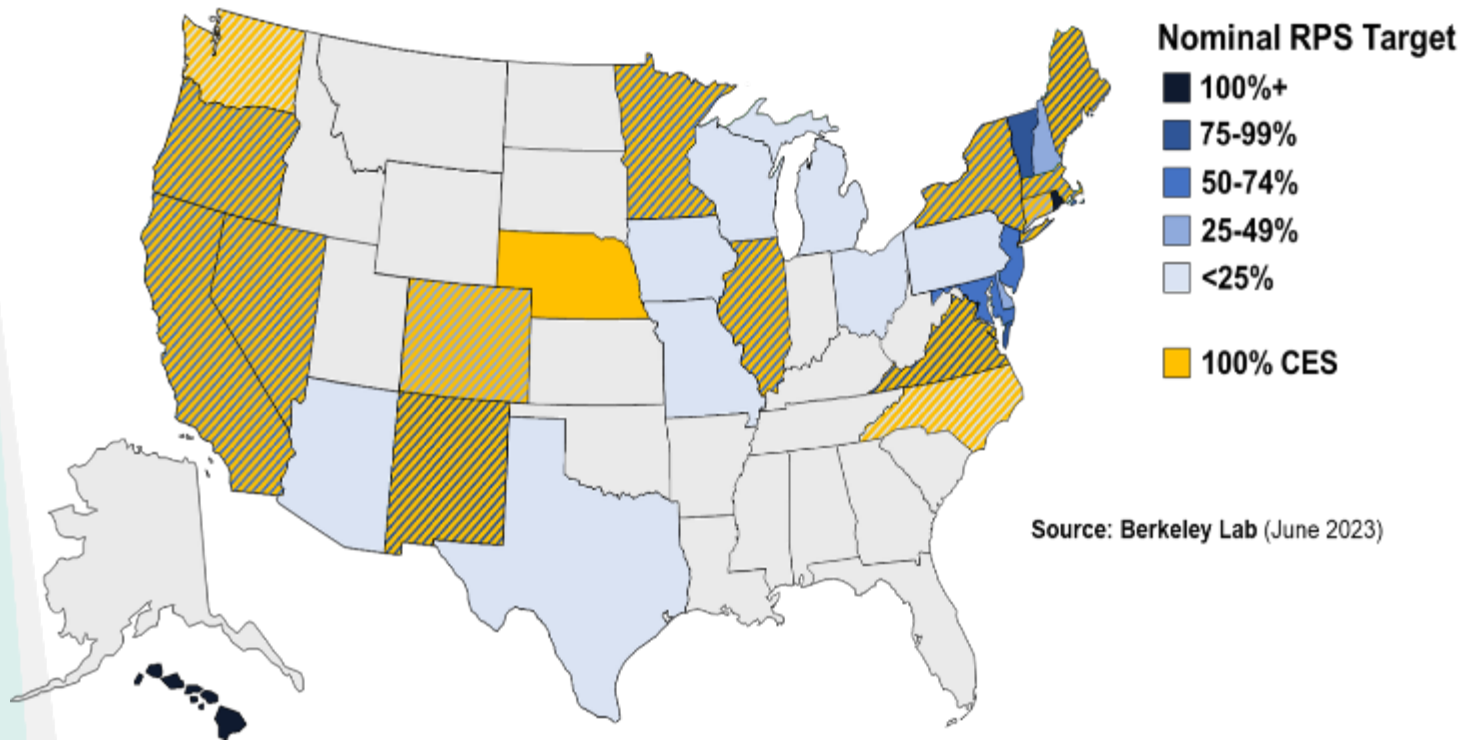 Nominal RPS Target
100%+
75-99%
50-74%
25-49%
<25%
100% CES
Source: Berkeley Lab (June 2023)